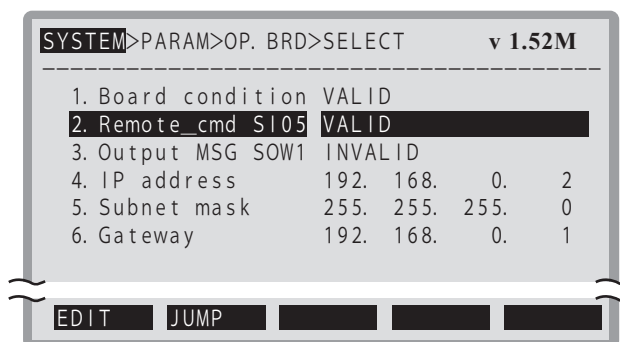 SYSTEM>PARAM>OP. BRD>SELECT v 1.52M
1. Board condition VALID
2. Remote_cmd SI05 VALID
3. Output MSG SOW1 INVALID
4. IP address 192. 168. 0. 2
5. Subnet mask 255. 255. 255. 0
6. Gateway 192. 168. 0. 1
EDIT JUMP